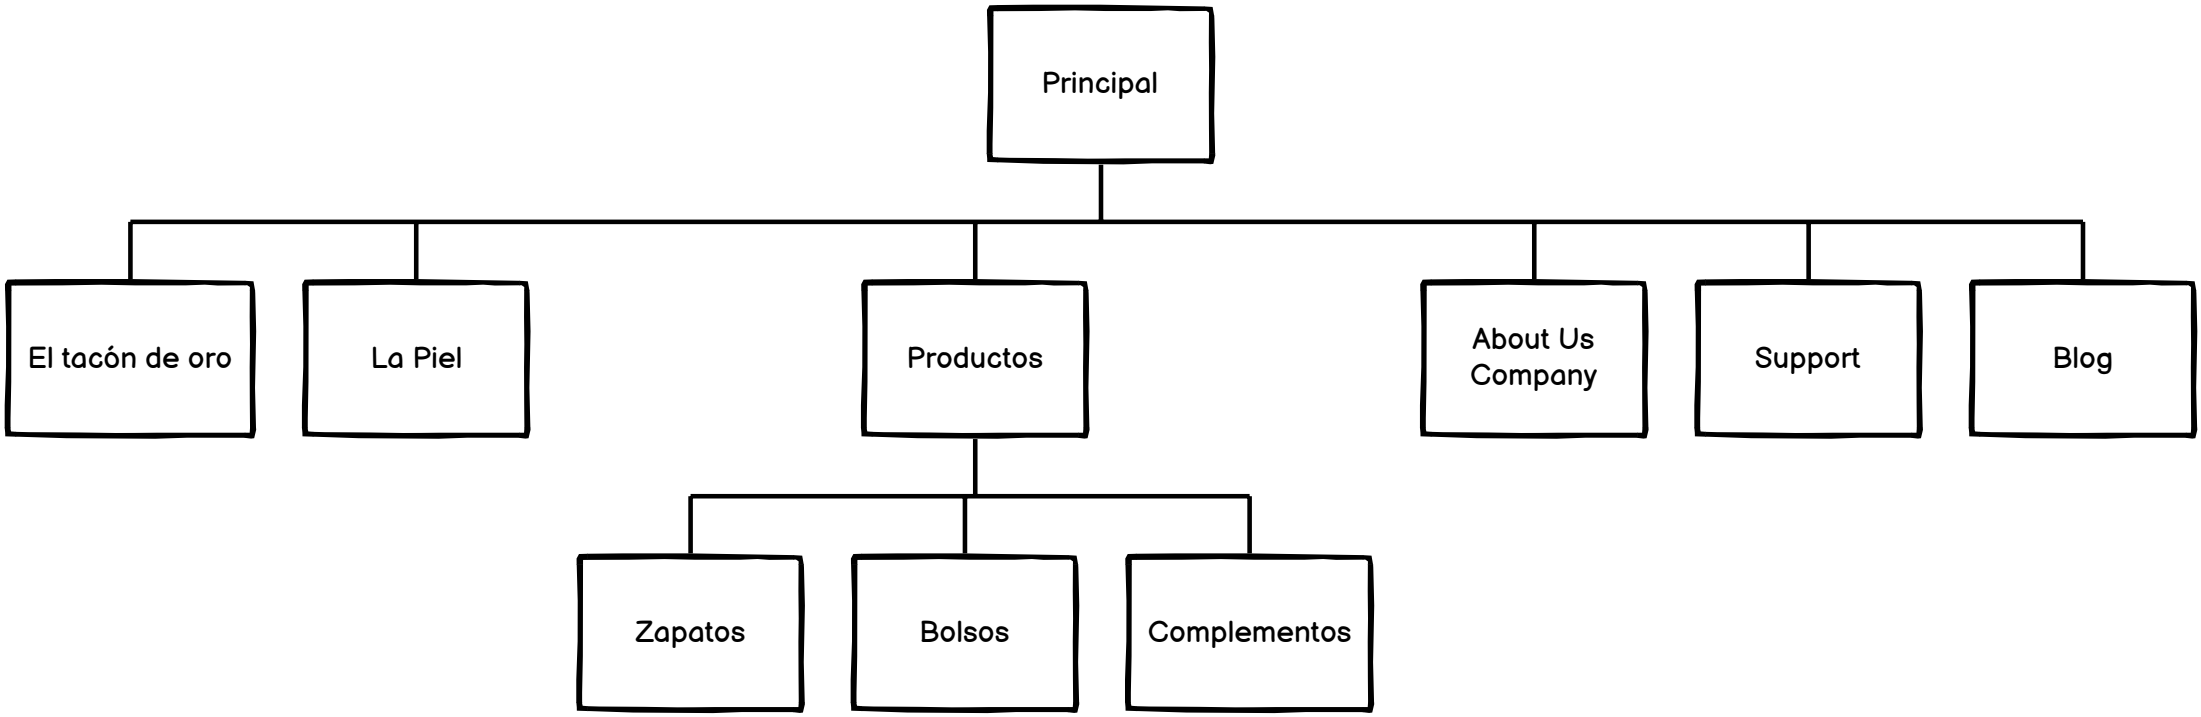 Principal
El tacón de oro
La Piel
Productos
About Us
Company
Support
Blog
Zapatos
Bolsos
Complementos